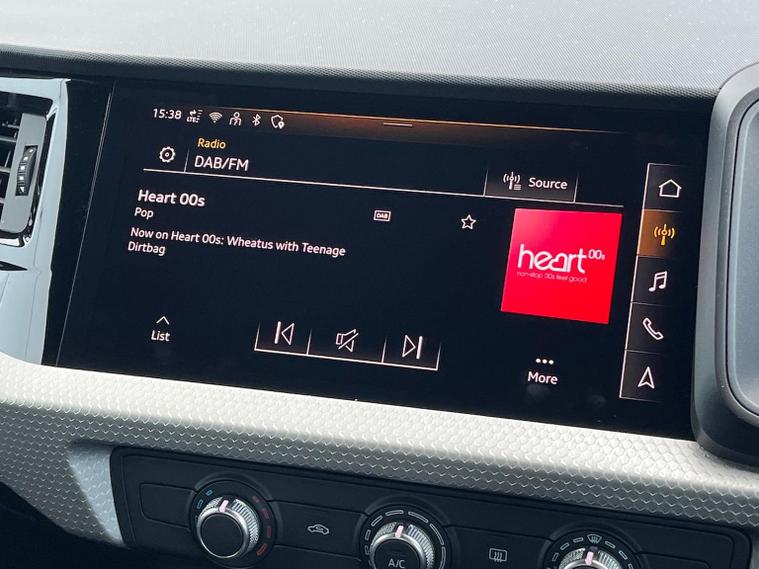 15:38 LTE
Radio
DAB/FM
Source
Heart 00s
Pop
DAB
Now on Heart 00s: Wheatus with Teenage
Dirtbag
heart 00s
non-stop 00s feel good
List
More
A/C